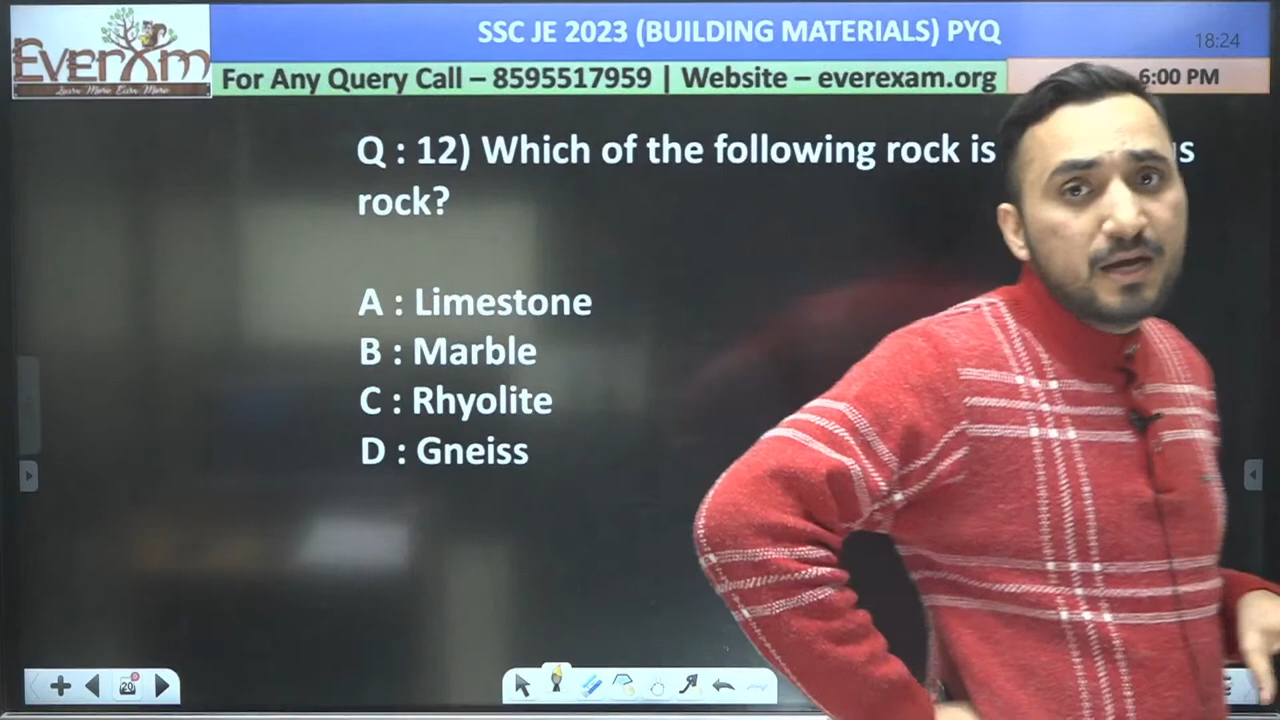 EVEREXAM
Learn More Earn More
SSC JE 2023 (BUILDING MATERIALS) PYQ
18:24
For Any Query Call – 8595517959 | Website – everexam.org
6:00 PM
Q : 12) Which of the following rock is
rock?
A : Limestone
B : Marble
C : Rhyolite
D : Gneiss
20